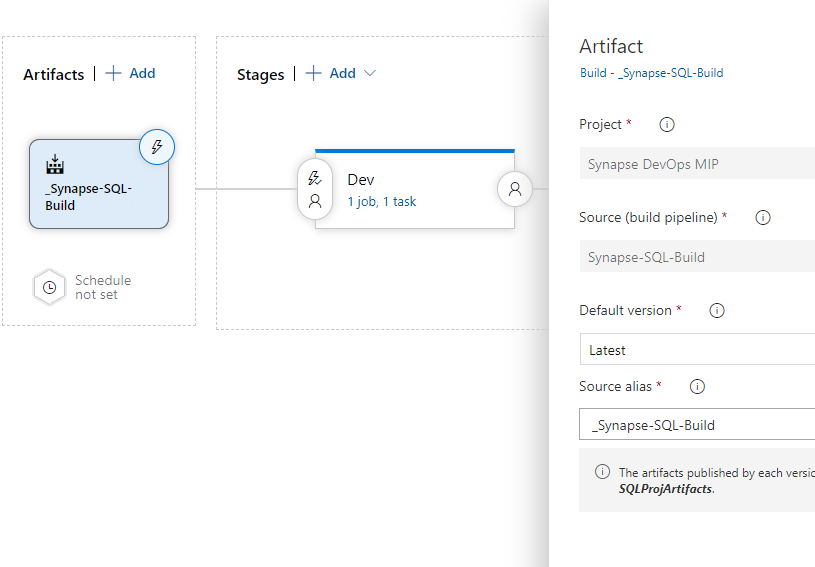 Artifacts | + Add
_Synapse-SQL-
Build
Schedule
not set
Stages | + Add
Dev
1 job, 1 task
Artifact
Build - _Synapse-SQL-Build
Project *
Synapse DevOps MIP
Source (build pipeline) *
Synapse-SQL-Build
Default version *
Latest
Source alias *
_Synapse-SQL-Build
The artifacts published by each
SQLProjArtifacts.